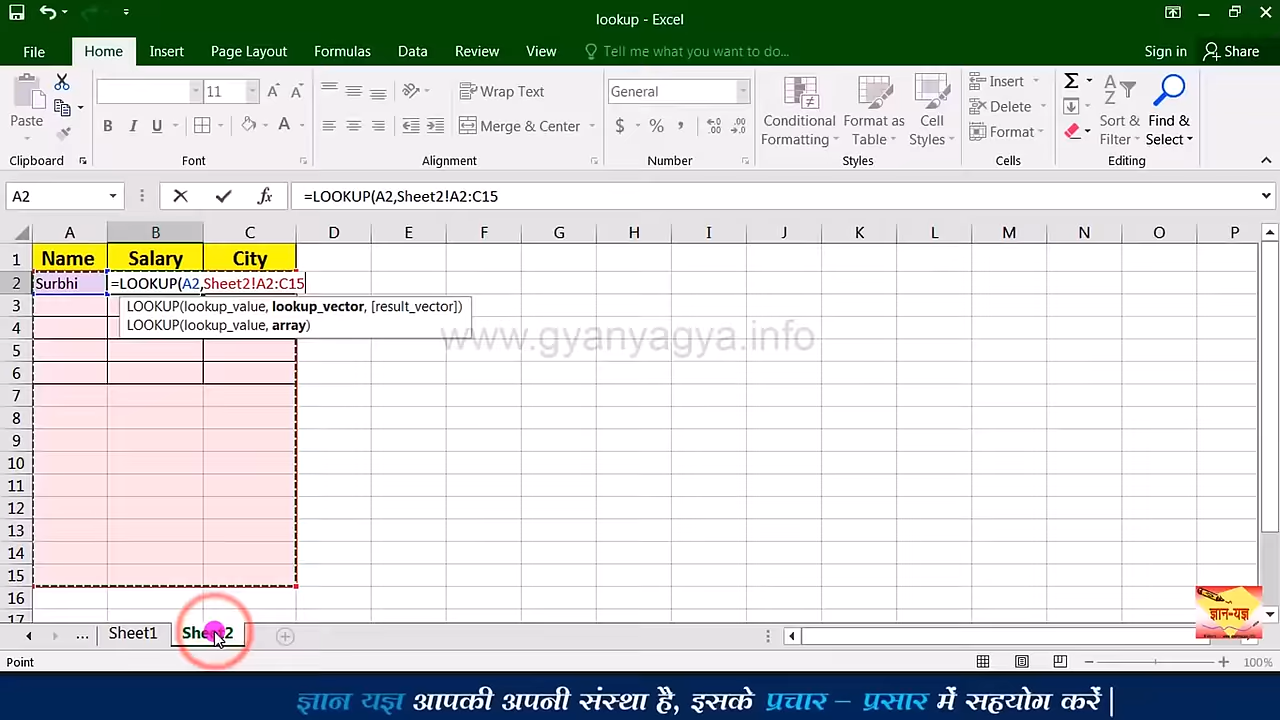 lookup - Excel
File Home Insert Page Layout Formulas Data Review View Tell me what you want to do... Sign in Share
11 General
Paste Wrap Text Merge & Center Conditional Formatting Format as Table Cell Styles Insert Delete Format Sort & Filter Find & Select
Clipboard Font Alignment Number Styles Cells Editing
A2 fx =LOOKUP(A2,Sheet2!A2:C15
A B C D E F G H I J K L M N O P
1 Name Salary City
2 Surbhi =LOOKUP(A2,Sheet2!A2:C15
3 LOOKUP(lookup_value, lookup_vector, [result_vector])
4 LOOKUP(lookup_value, array)
www.gyanyagya.info
5
6
7
8
9
10
11
12
13
14
15
16
17
ज्ञान-यज्ञ
... Sheet1 Sheet2
Point 100%
ज्ञान यज्ञ आपकी अपनी संस्था है, इसके प्रचार – प्रसार में सहयोग करें |